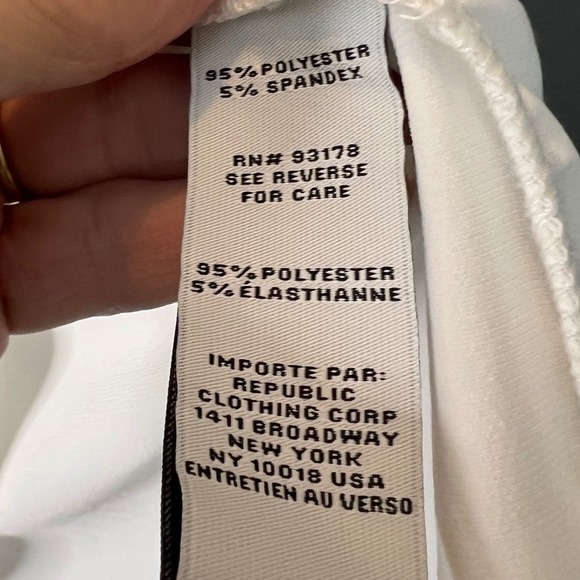 95% POLYESTER
5% SPANDEX
RN# 93178
SEE REVERSE
FOR CARE
95% POLYESTER
5% ÉLASTHANNE
IMPORTE PAR:
REPUBLIC
CLOTHING CORP
1411 BROADWAY
NEW YORK
NY 10018 USA
ENTRETIEN AU VERSO